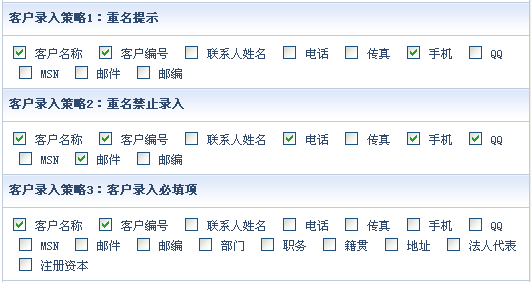 客户录入策略1：重名提示
客户名称 客户编号 联系人姓名 电话 传真 手机 QQ
MSN 邮件 邮编
客户录入策略2：重名禁止录入
客户名称 客户编号 联系人姓名 电话 传真 手机 QQ
MSN 邮件 邮编
客户录入策略3：客户录入必填项
客户名称 客户编号 联系人姓名 电话 传真 手机 QQ
MSN 邮件 邮编 部门 职务 籍贯 地址 法人代表
注册资本